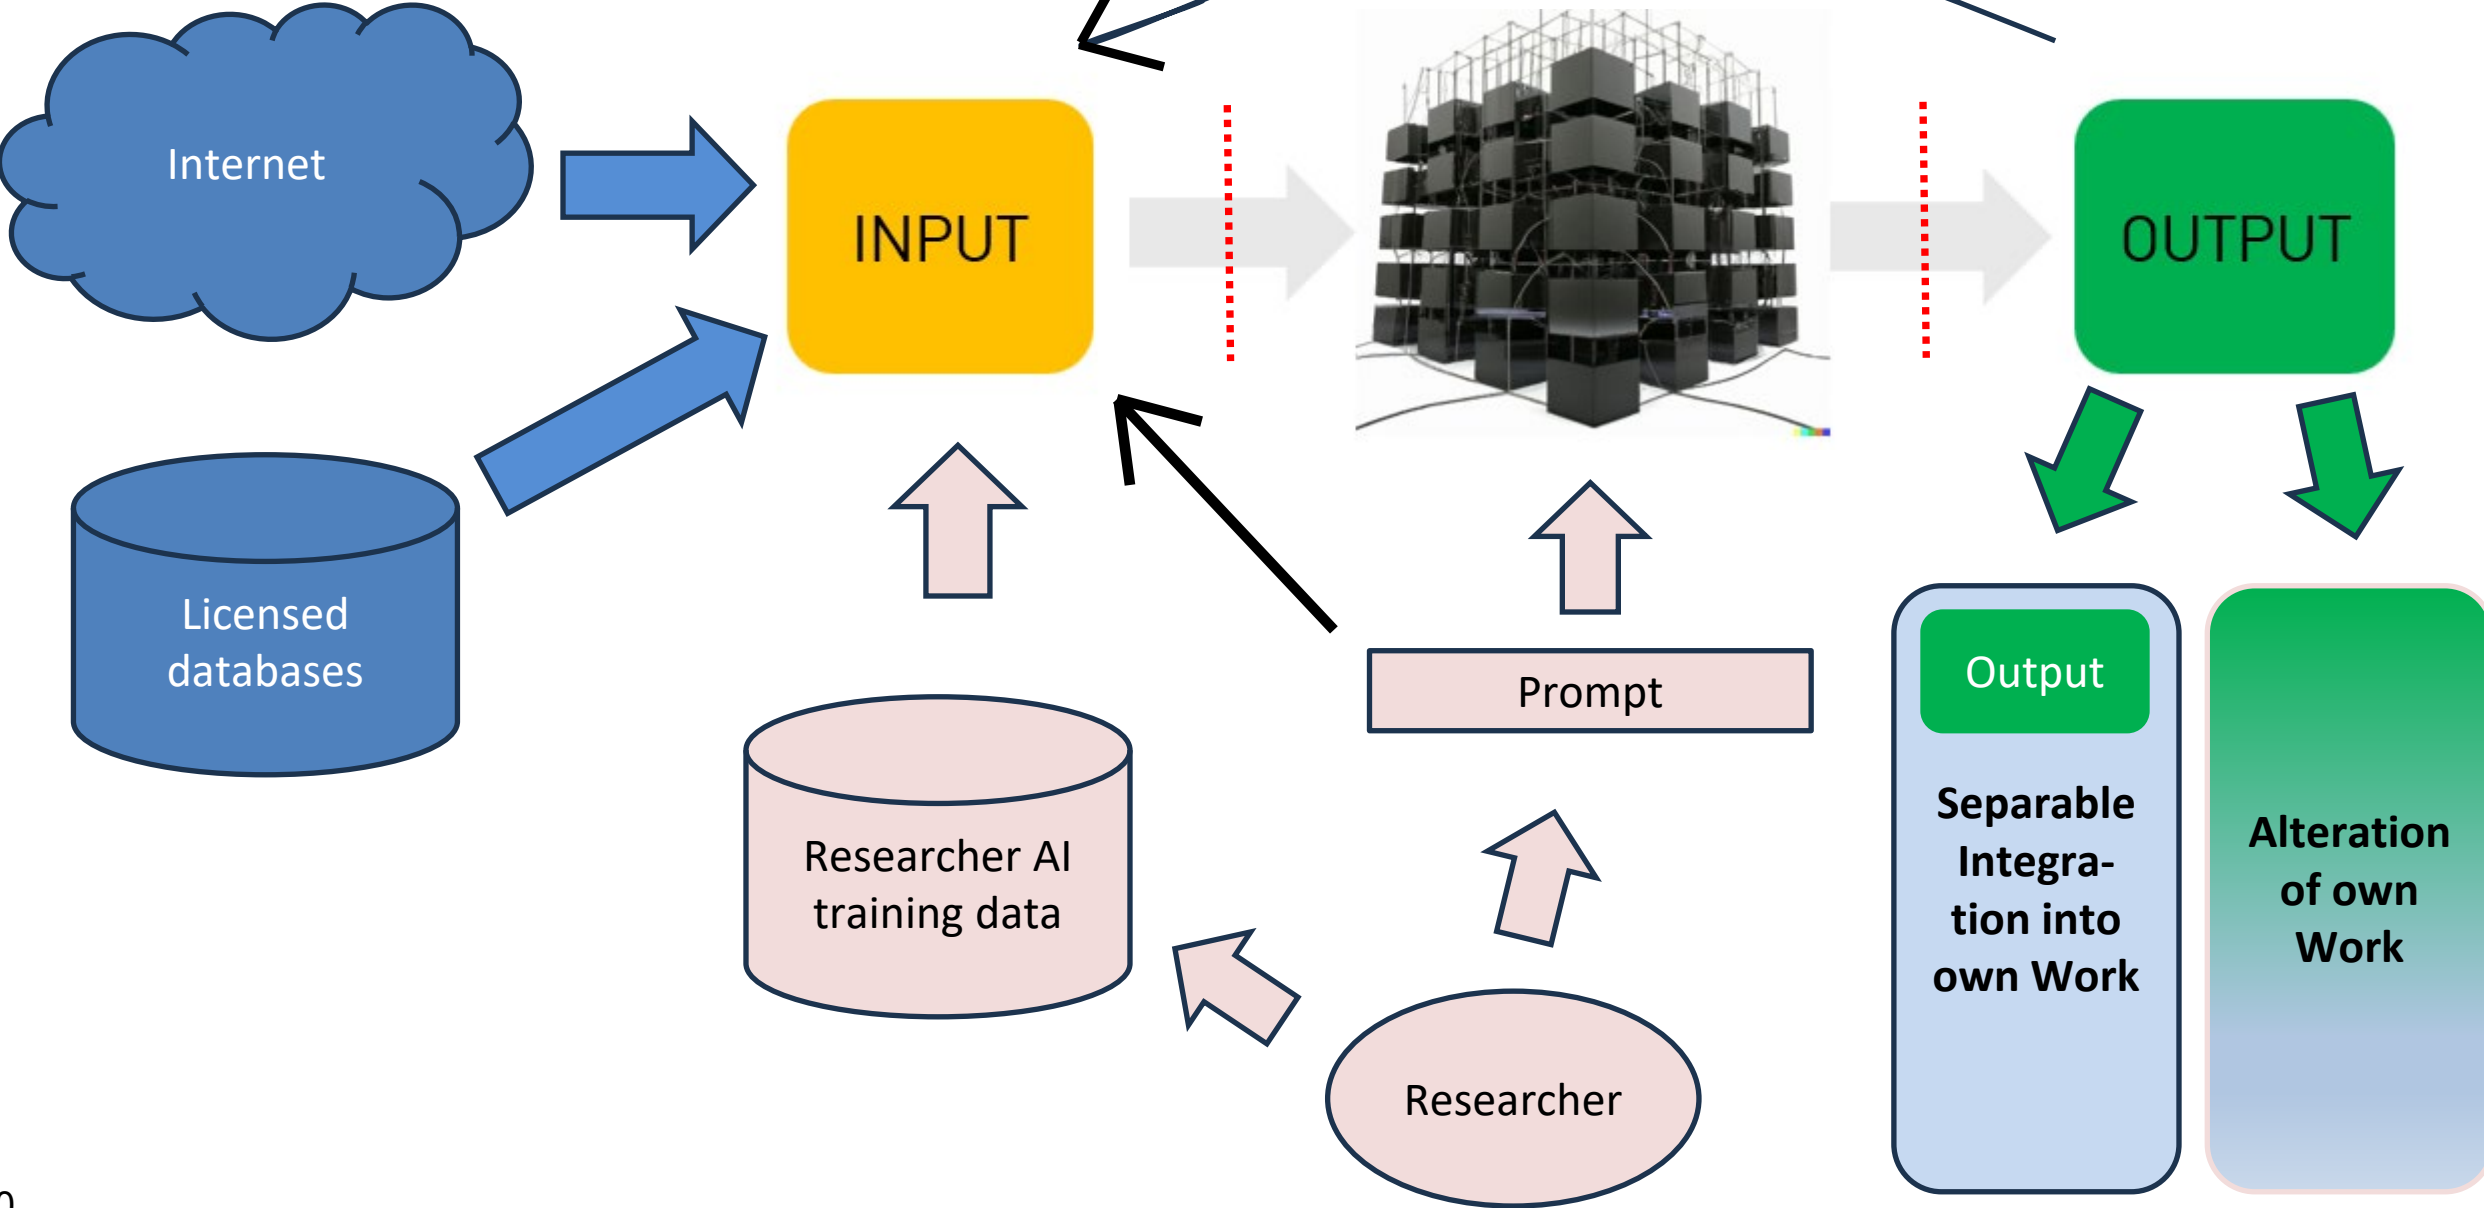 Internet
INPUT
OUTPUT
Licensed
databases
Output
Prompt
Separable
Integra-
tion into
own Work
Alteration
of own
Work
Researcher AI
training data
Researcher